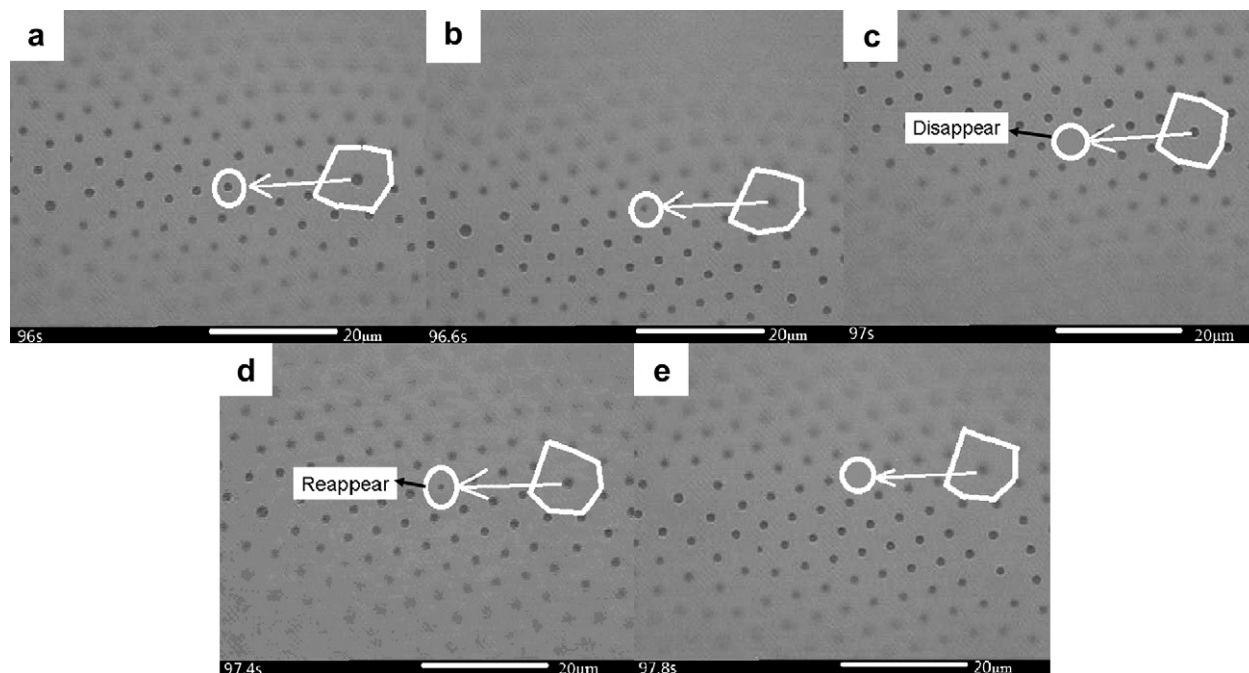 a
b
c
Disappear
96s
20μm
96.6s
20μm
97s
20μm
d
e
Reappear
97.4s
20μm
97.8s
20μm